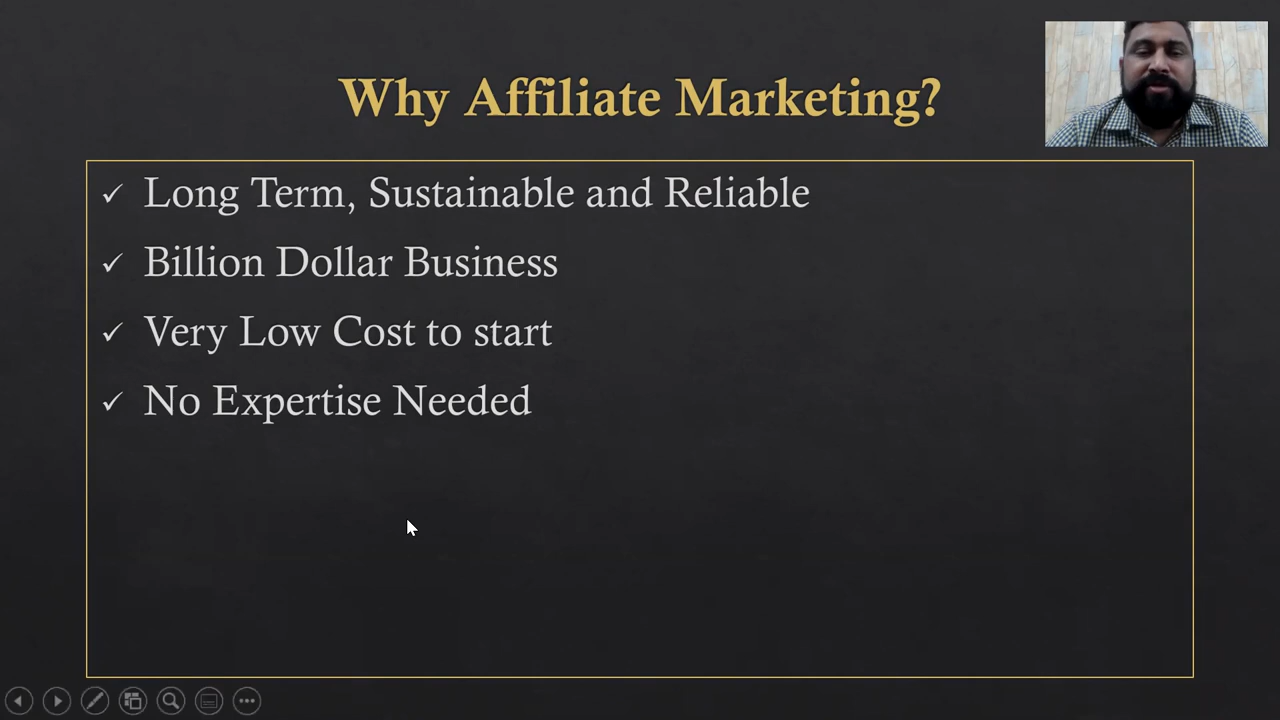 Why Affiliate Marketing?
✓ Long Term, Sustainable and Reliable
✓ Billion Dollar Business
✓ Very Low Cost to start
✓ No Expertise Needed